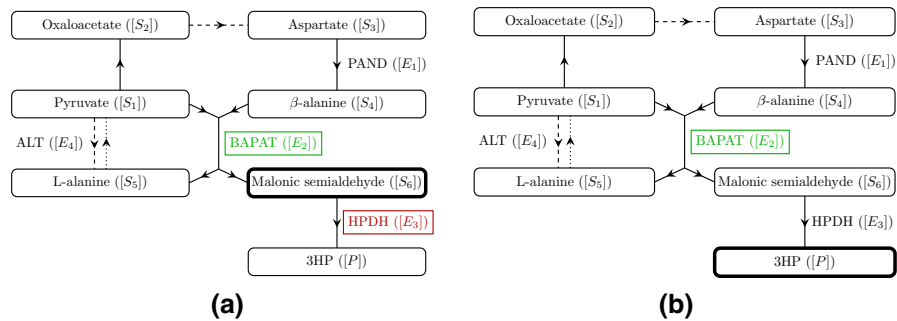 Oxaloacetate ([S₂])
Aspartate ([S₃])
PAND ([E₁])
Pyruvate ([S₁])
β-alanine ([S₄])
ALT ([E₄])
BAPAT ([E₂])
L-alanine ([S₅])
Malonic semialdehyde ([S₆])
HPDH ([E₃])
3HP ([P])
(a)
Oxaloacetate ([S₂])
Aspartate ([S₃])
PAND ([E₁])
Pyruvate ([S₁])
β-alanine ([S₄])
ALT ([E₄])
BAPAT ([E₂])
L-alanine ([S₅])
Malonic semialdehyde ([S₆])
HPDH ([E₃])
3HP ([P])
(b)